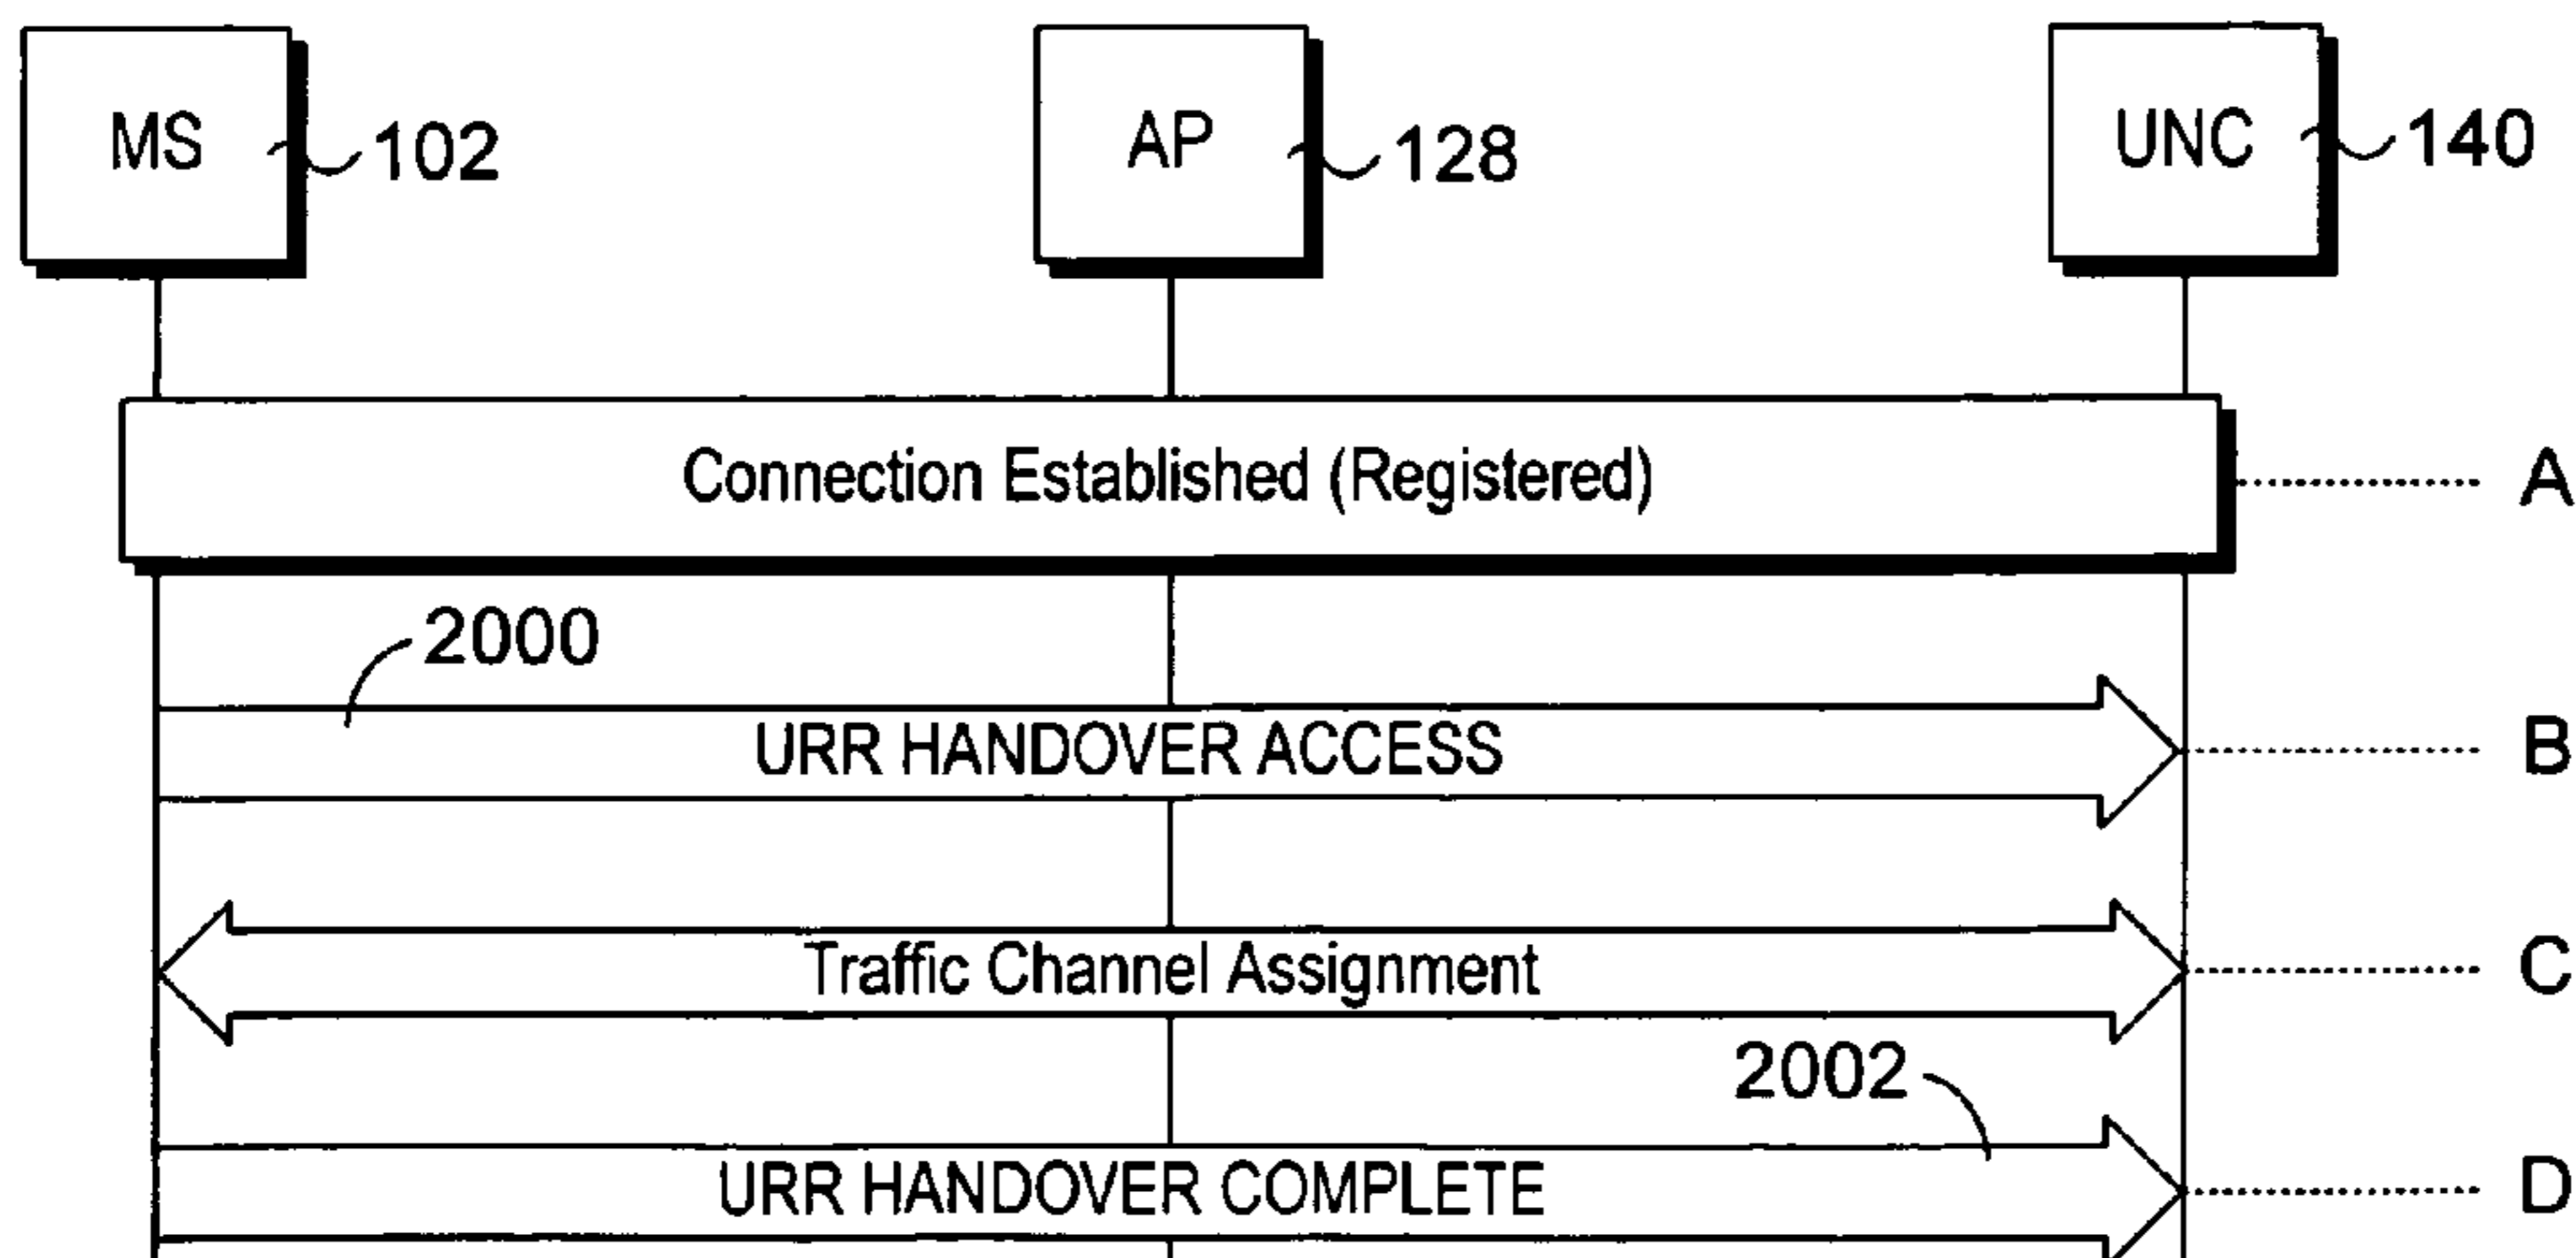 MS 102 AP 128 UNC 140
Connection Established (Registered) A
2000
URR HANDOVER ACCESS B
Traffic Channel Assignment C
2002
URR HANDOVER COMPLETE D